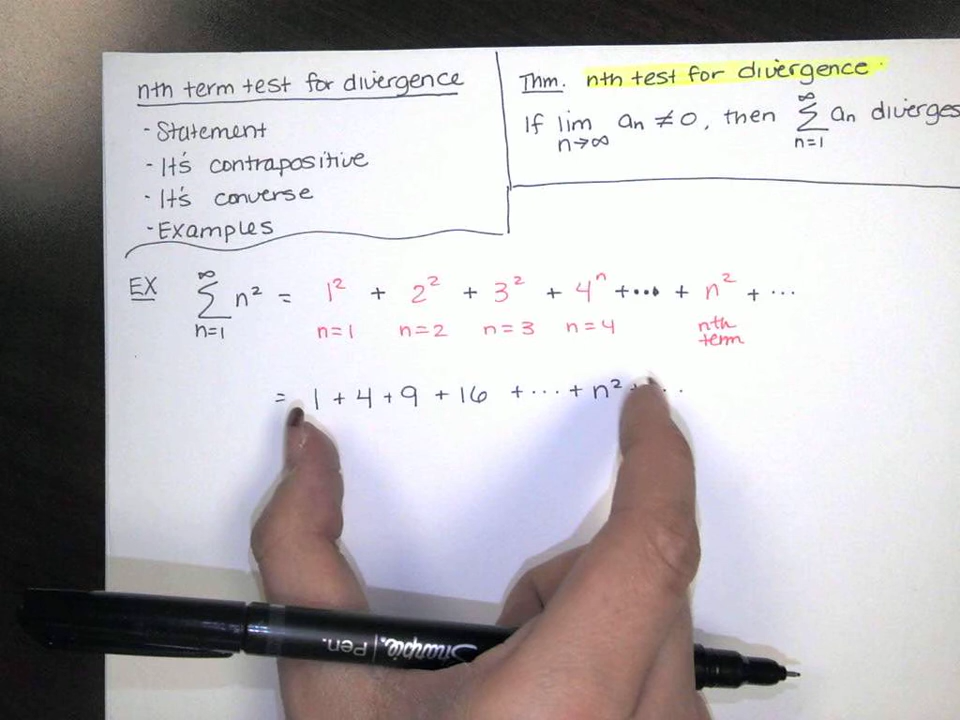 nth term test for divergence
- Statement
- It's contrapositive
- It's converse
- Examples
Thm. nth test for divergence.
If lim n→∞ an ≠ 0, then ∞ Σ n=1 an diverges
EX ∞ Σ n=1 n² = 1² + 2² + 3² + 4ⁿ + ··· + n² + ···
n=1 n=2 n=3 n=4 nth term
= 1 + 4 + 9 + 16 + ··· + n² + ···
Sharpie. Pen.